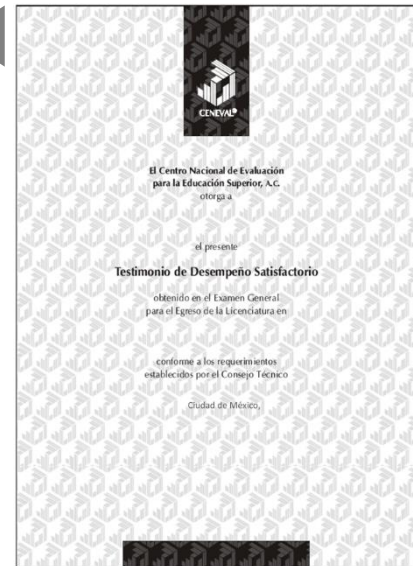 CENEVAL®
El Centro Nacional de Evaluación
para la Educación Superior, A.C.
otorga a
el presente
Testimonio de Desempeño Satisfactorio
obtenido en el Examen General
para el Egreso de la Licenciatura en
conforme a los requerimientos
establecidos por el Consejo Técnico
Ciudad de México,